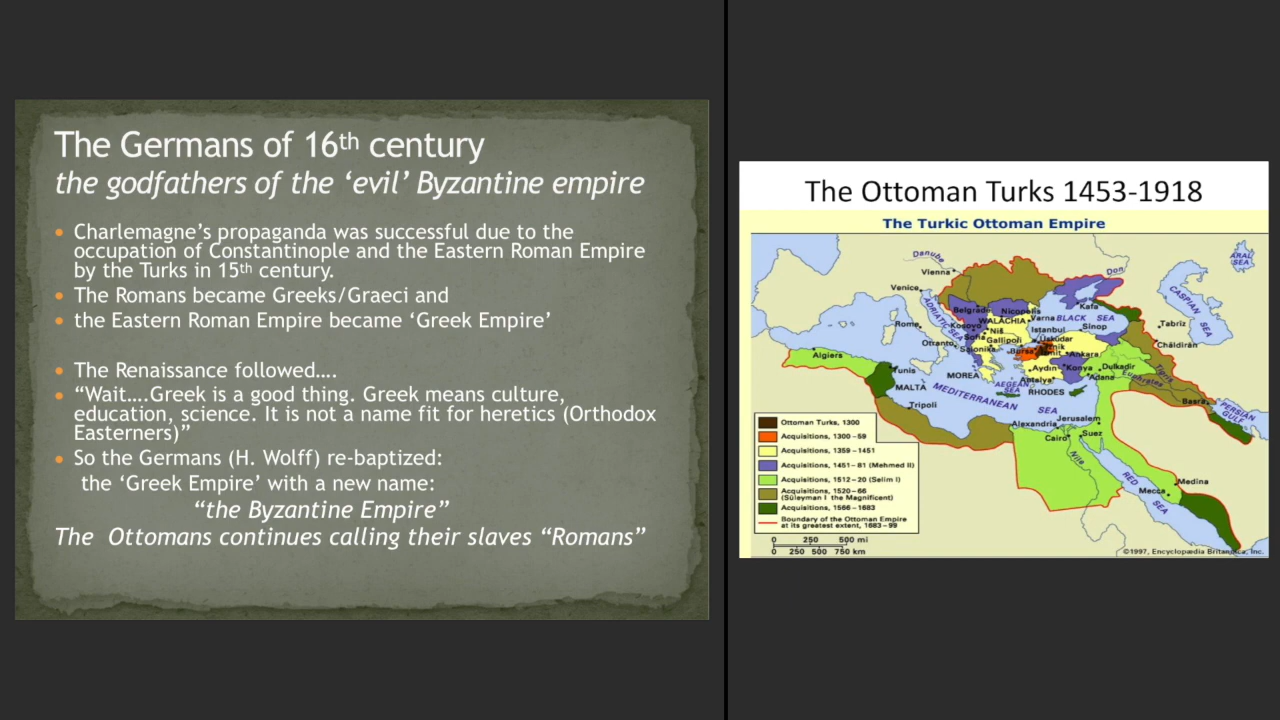 The Germans of 16th century
the godfathers of the ‘evil’ Byzantine empire
• Charlemagne’s propaganda was successful due to the
occupation of Constantinople and the Eastern Roman Empire
by the Turks in 15th century.
• The Romans became Greeks/Graeci and
• the Eastern Roman Empire became ‘Greek Empire’
• The Renaissance followed….
• “Wait….Greek is a good thing. Greek means culture,
education, science. It is not a name fit for heretics (Orthodox
Easterners)”
• So the Germans (H. Wolff) re-baptized:
the ‘Greek Empire’ with a new name:
“the Byzantine Empire”
The Ottomans continues calling their slaves “Romans”
The Ottoman Turks 1453-1918
The Turkic Ottoman Empire
Danube
Vienna
Don
ARAL
SEA
Venice
ADRIATIC SEA
Belgrade
Nicopolis
Kafa
CASPIAN SEA
WALACHIA
Varna
BLACK SEA
Rome
Kosovo
Niš
Istanbul
Sinop
Tabriz
Sofia
Gallipoli
Üsküdar
Otranto
Salonika
Bursa
İznik
İzmit
Ankara
Chāldirān
Algiers
Aydın
Konya
Dulkadir
Tigris
Tunis
MOREA
AEGEAN
SEA
Antalya
Adana
Euphrates
MALTA
RHODES
MEDITERRANEAN SEA
Basra
PERSIAN
GULF
Tripoli
Jerusalem
Alexandria
Cairo
Suez
Nile
RED SEA
Medina
Mecca
Ottoman Turks, 1300
Acquisitions, 1300–59
Acquisitions, 1359–1451
Acquisitions, 1451–81 (Mehmed II)
Acquisitions, 1512–20 (Selim I)
Acquisitions, 1520–66
(Süleyman I the Magnificent)
Acquisitions, 1566–1683
Boundary of the Ottoman Empire
at its greatest extent, 1683–99
0 250 500 mi
0 250 500 750 km
©1997, Encyclopædia Britannica, Inc.